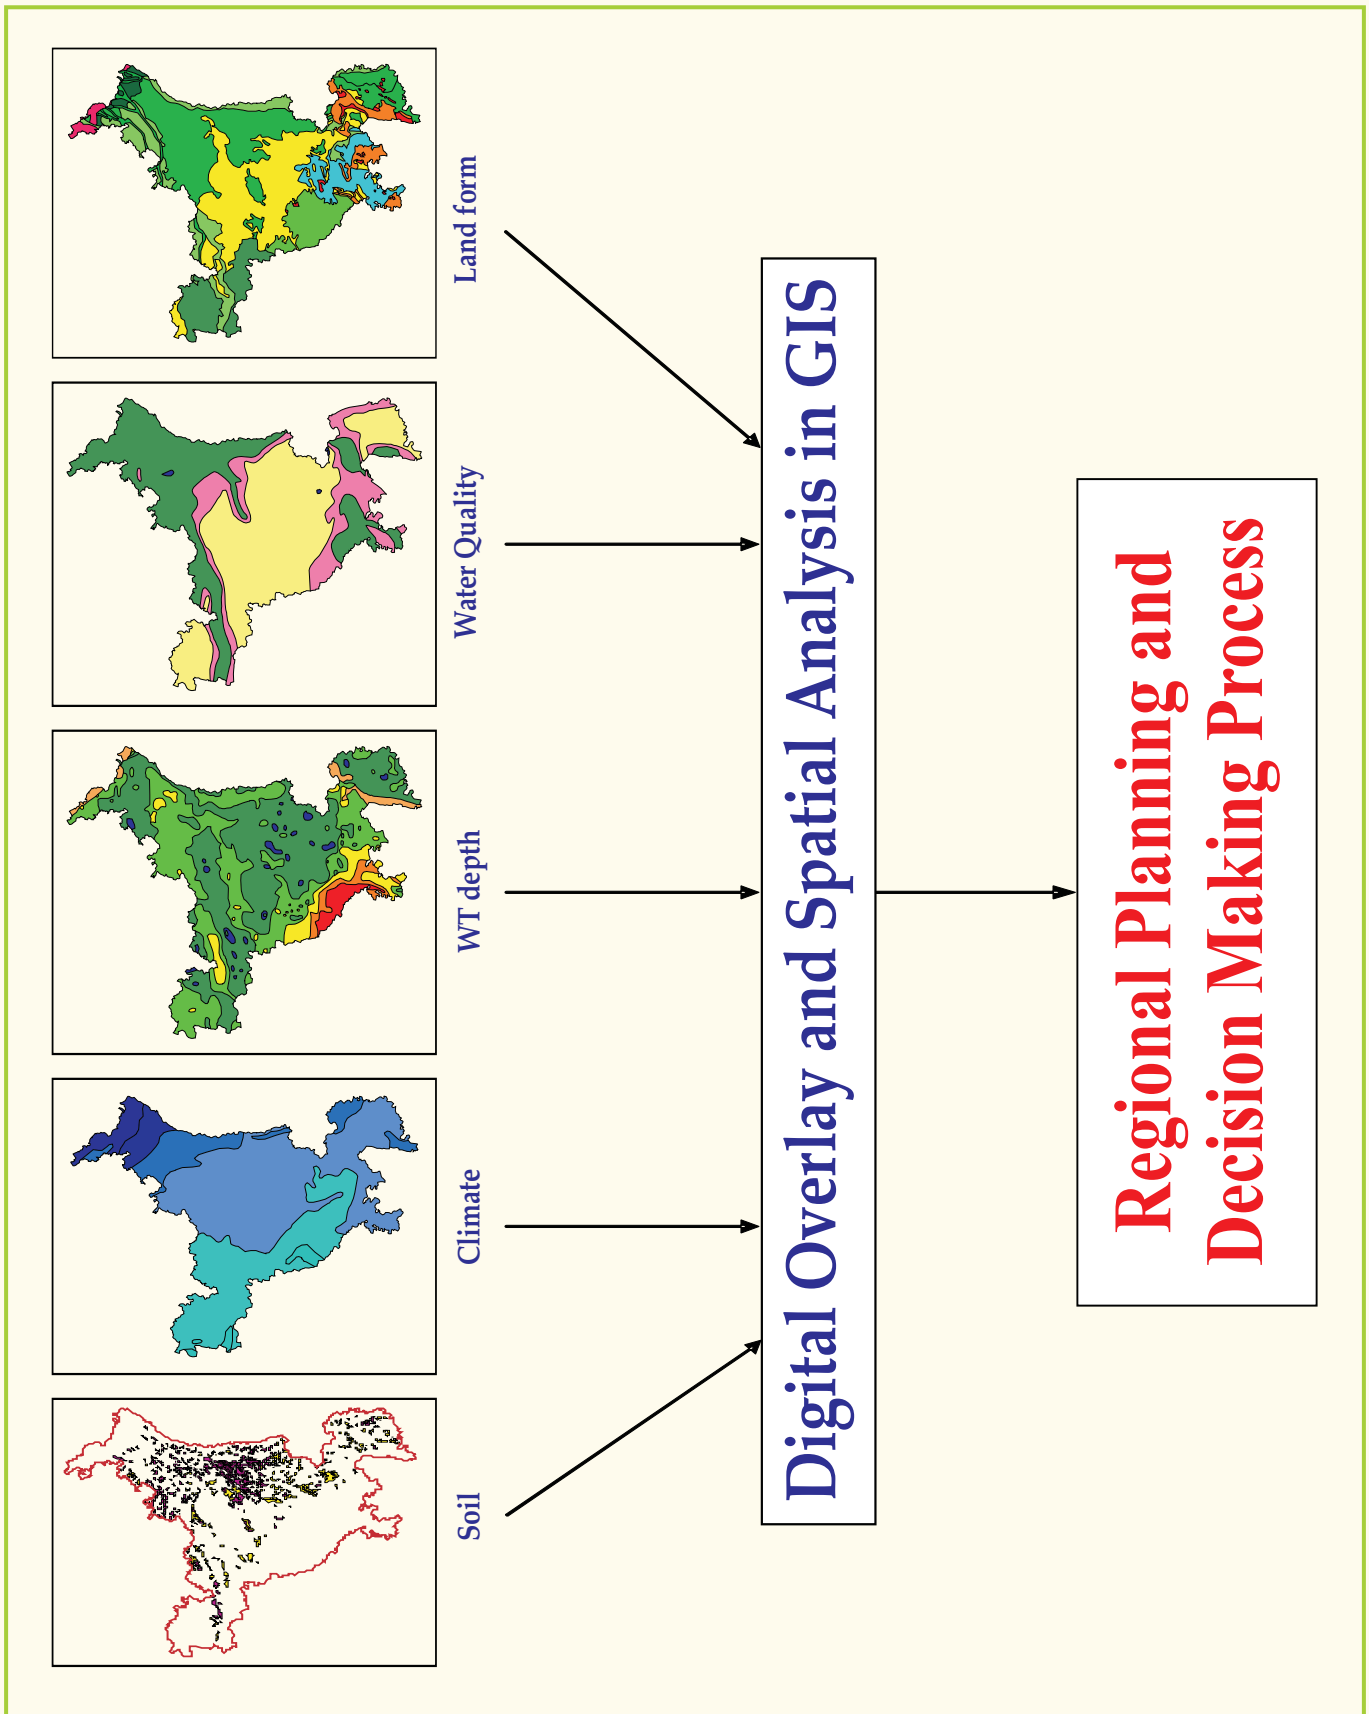 Soil
Climate
WT depth
Water Quality
Land form
Digital Overlay and Spatial Analysis in GIS
Regional Planning and
Decision Making Process